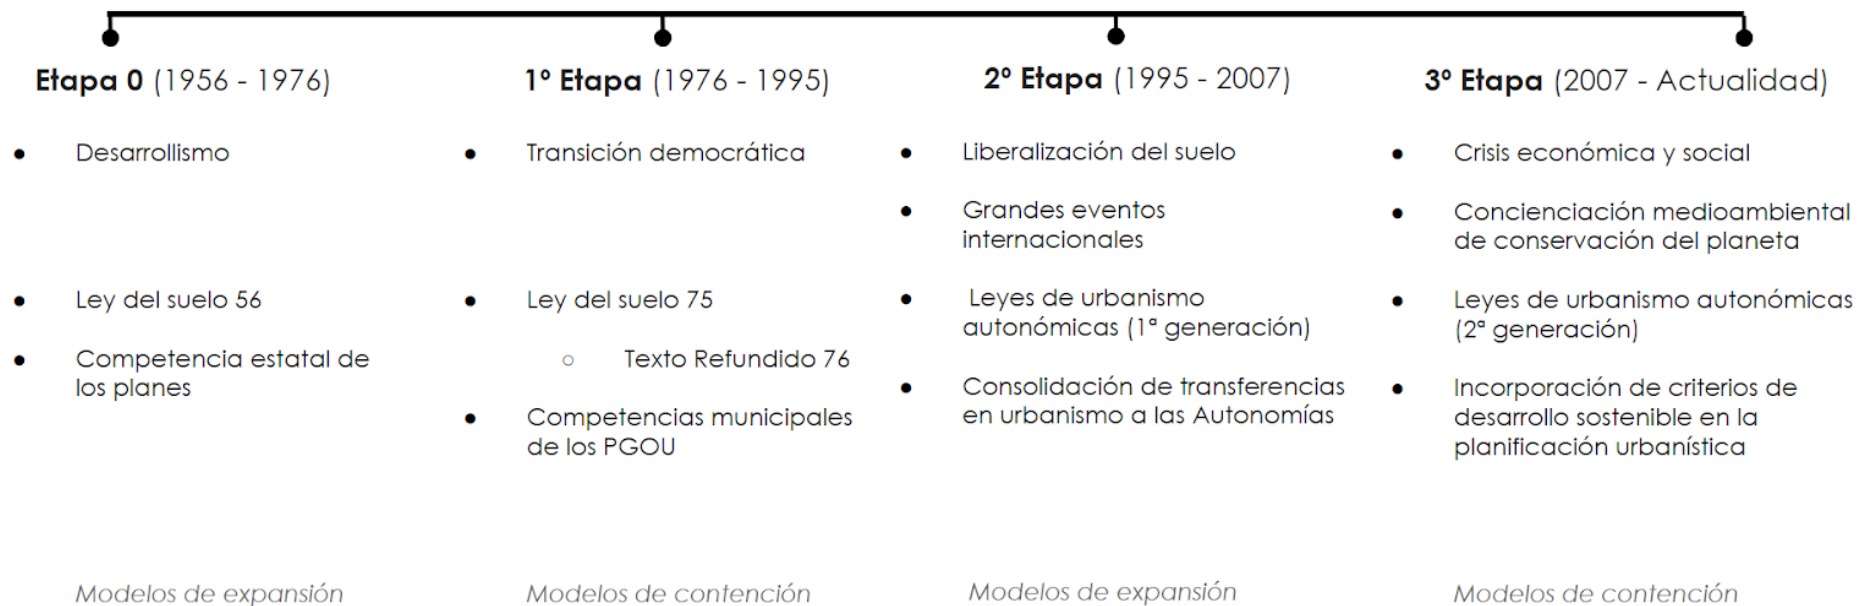 Etapa 0 (1956 - 1976)
● Desarrollismo
● Ley del suelo 56
● Competencia estatal de
los planes
Modelos de expansión
1º Etapa (1976 - 1995)
● Transición democrática
● Ley del suelo 75
○ Texto Refundido 76
● Competencias municipales
de los PGOU
Modelos de contención
2º Etapa (1995 - 2007)
● Liberalización del suelo
● Grandes eventos
internacionales
● Leyes de urbanismo
autonómicas (1ª generación)
● Consolidación de transferencias
en urbanismo a las Autonomías
Modelos de expansión
3º Etapa (2007 - Actualidad)
● Crisis económica y social
● Concienciación medioambiental
de conservación del planeta
● Leyes de urbanismo autonómicas
(2ª generación)
● Incorporación de criterios de
desarrollo sostenible en la
planificación urbanística
Modelos de contención